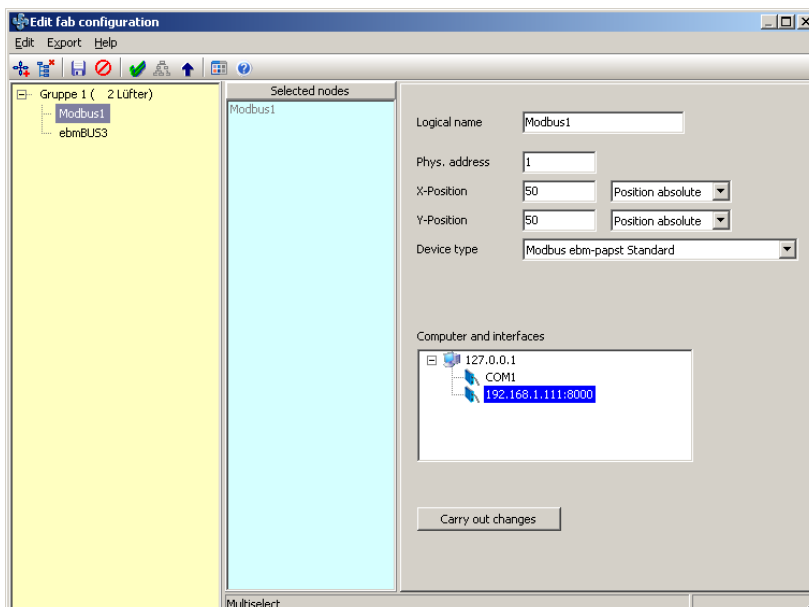 Edit fab configuration
Edit Export Help
Gruppe 1 ( 2 Lüfter)
Modbus1
ebmBUS3
Selected nodes
Modbus1
Logical name Modbus1
Phys. address 1
X-Position 50 Position absolute
Y-Position 50 Position absolute
Device type Modbus ebm-papst Standard
Computer and interfaces
127.0.0.1
COM1
192.168.1.111:8000
Carry out changes
Multiselect